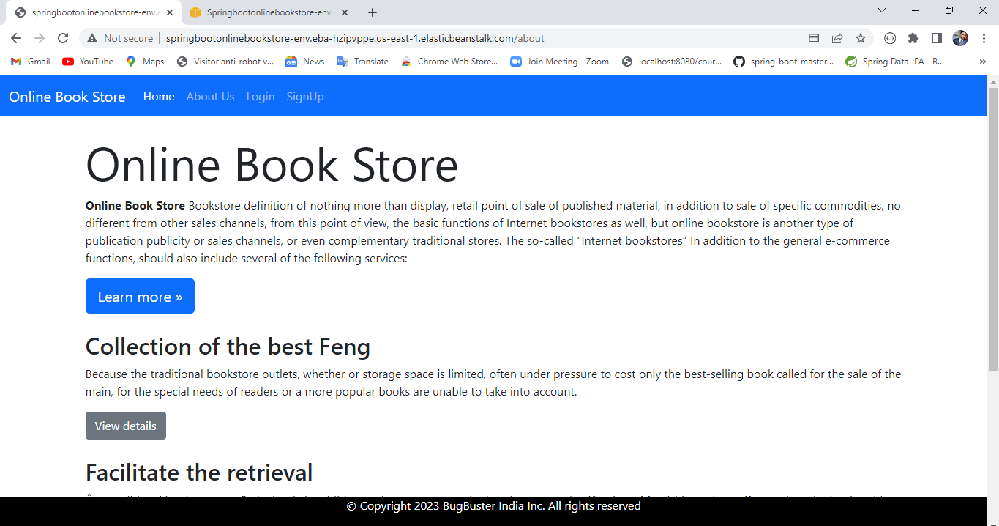 springbootonlinebookstore-env.e
Springbootonlinebookstore-env
Not secure springbootonlinebookstore-env.eba-hzipvppe.us-east-1.elasticbeanstalk.com/about
Gmail YouTube Maps Visitor anti-robot v... News Translate Chrome Web Store... Join Meeting - Zoom localhost:8080/cour... spring-boot-master... Spring Data JPA - R... »
Online Book Store Home About Us Login SignUp
Online Book Store
Online Book Store Bookstore definition of nothing more than display, retail point of sale of published material, in addition to sale of specific commodities, no
different from other sales channels, from this point of view, the basic functions of Internet bookstores as well, but online bookstore is another type of
publication publicity or sales channels, or even complementary traditional stores. The so-called “Internet bookstores” In addition to the general e-commerce
functions, should also include several of the following services:
Learn more »
Collection of the best Feng
Because the traditional bookstore outlets, whether or storage space is limited, often under pressure to cost only the best-selling book called for the sale of the
main, for the special needs of readers or a more popular books are unable to take into account.
View details
Facilitate the retrieval
© Copyright 2023 BugBuster India Inc. All rights reserved